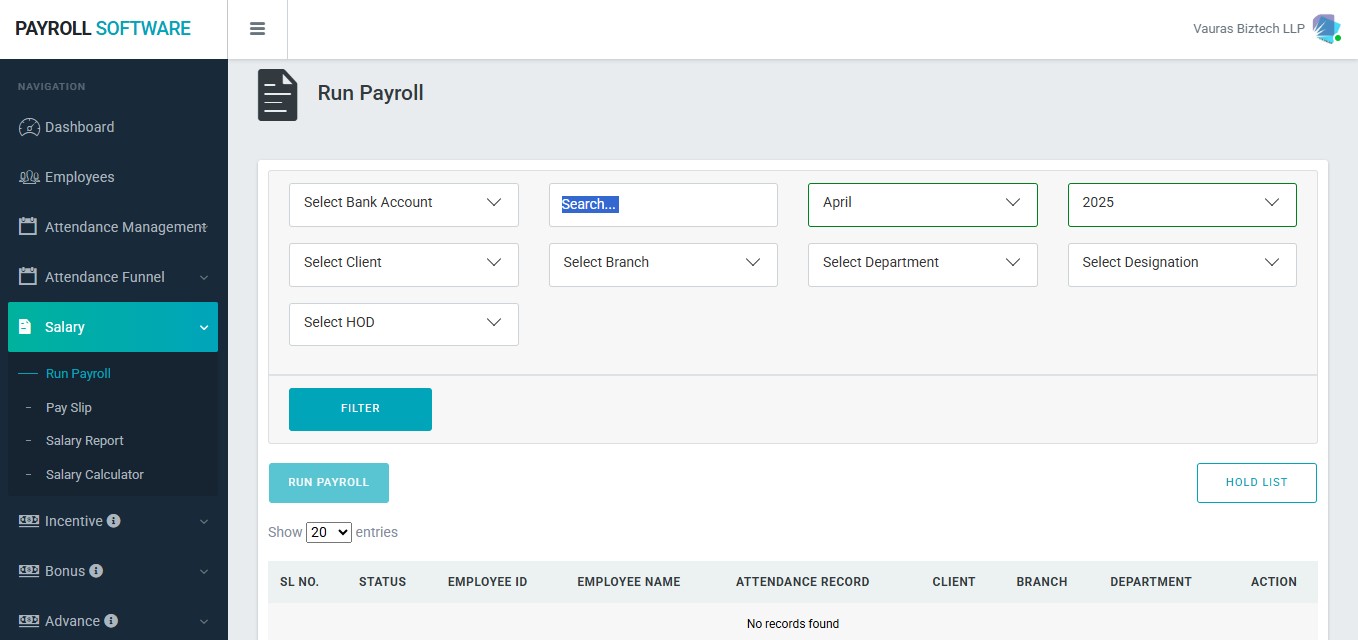 PAYROLL SOFTWARE
Vauras Biztech LLP
NAVIGATION
Dashboard
Employees
Attendance Management
Attendance Funnel
Salary
Run Payroll
Pay Slip
Salary Report
Salary Calculator
Incentive
Bonus
Advance
Run Payroll
Select Bank Account
Search...
April
2025
Select Client
Select Branch
Select Department
Select Designation
Select HOD
FILTER
RUN PAYROLL
HOLD LIST
Show 20 entries
SL NO. STATUS EMPLOYEE ID EMPLOYEE NAME ATTENDANCE RECORD CLIENT BRANCH DEPARTMENT ACTION
No records found